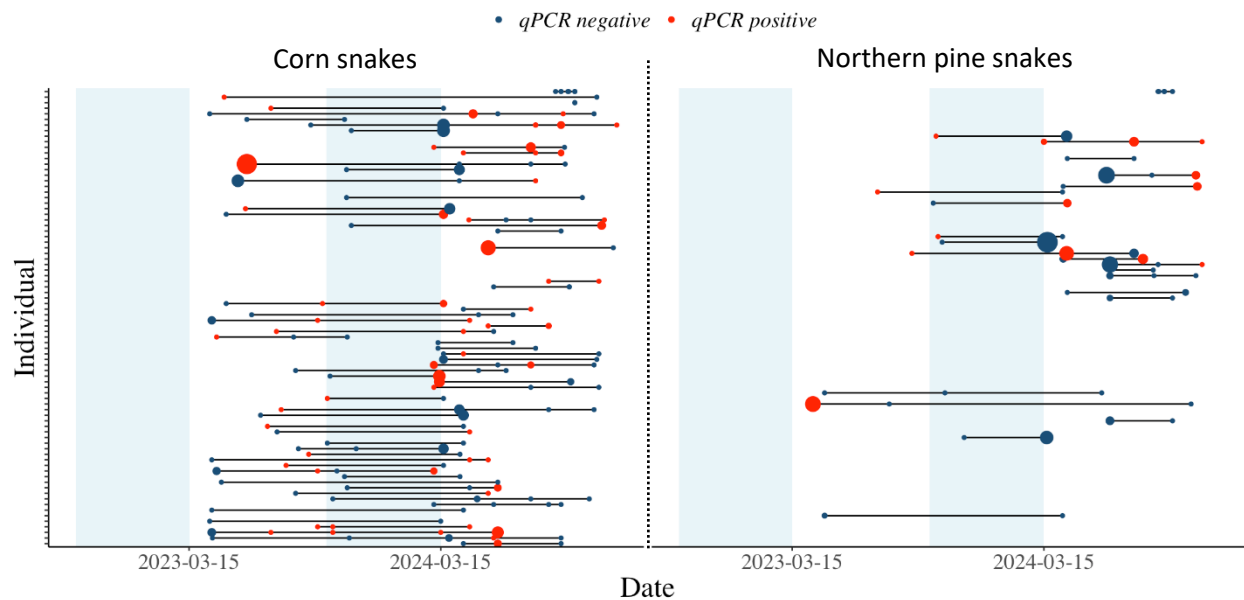 qPCR negative qPCR positive
Corn snakes
Northern pine snakes
Individual
2023-03-15 2024-03-15 2023-03-15 2024-03-15
Date